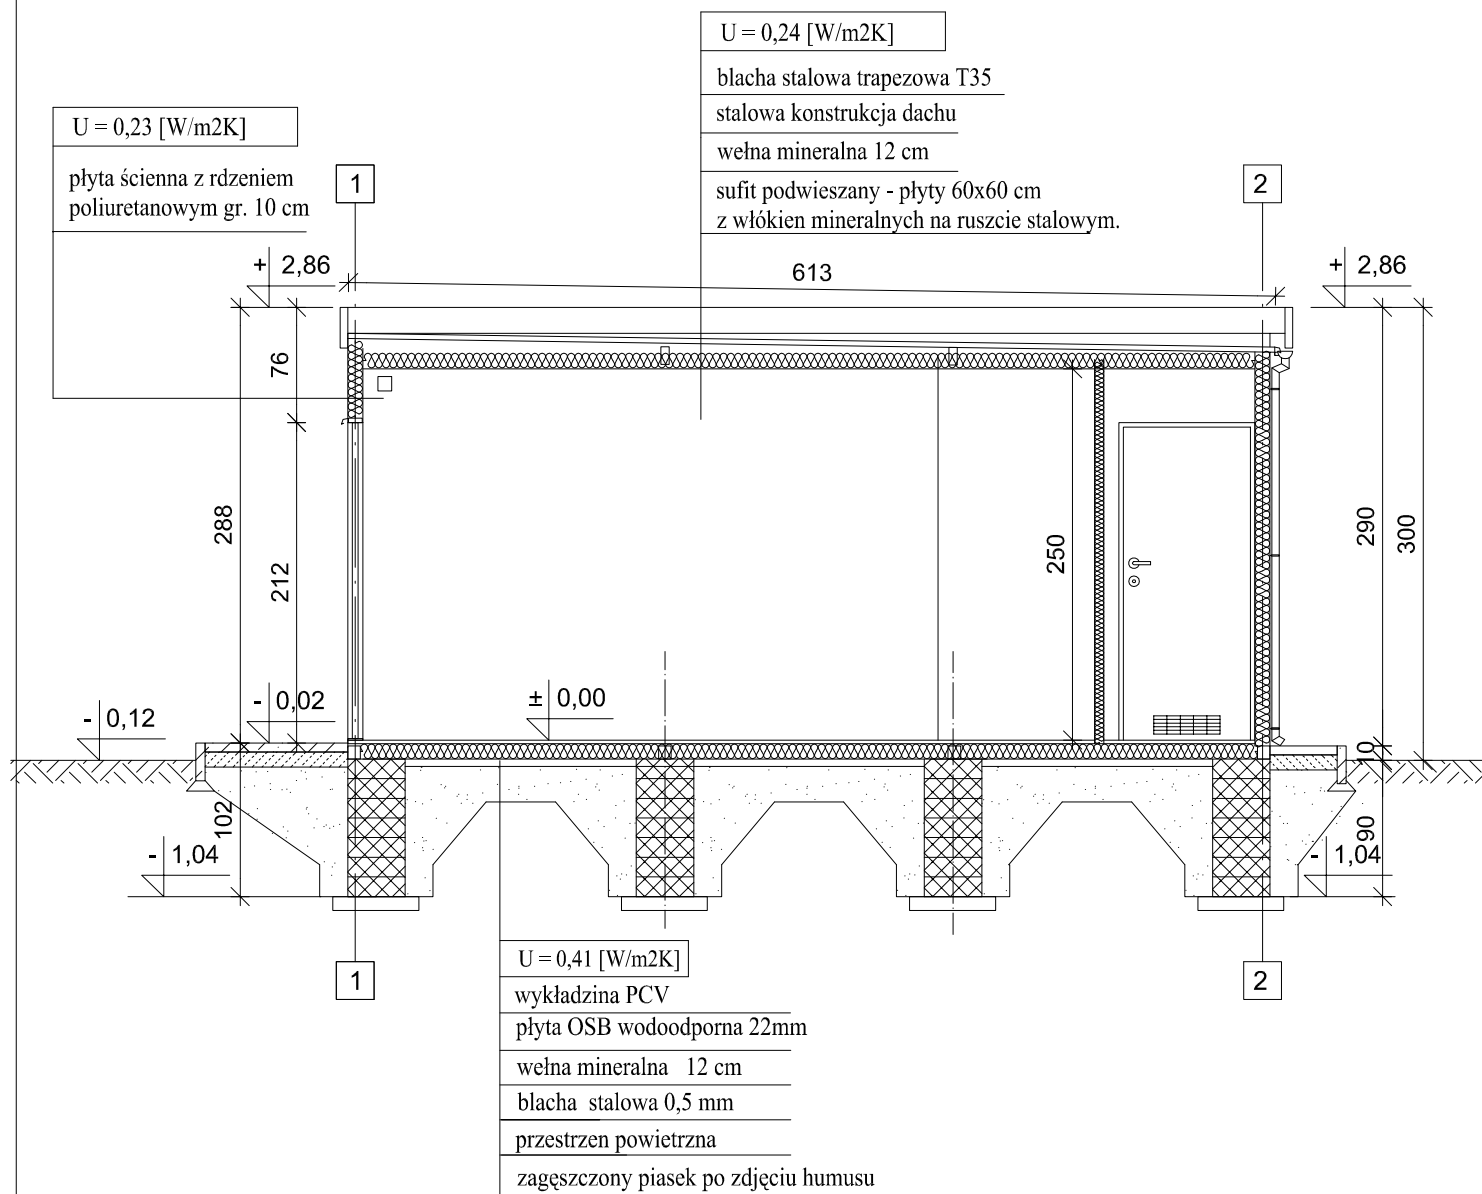 U = 0,24 [W/m2K]
blacha stalowa trapezowa T35
stalowa konstrukcja dachu
wełna mineralna 12 cm
sufit podwieszany - płyty 60x60 cm
z włókien mineralnych na ruszcie stalowym.
U = 0,23 [W/m2K]
płyta ścienna z rdzeniem
poliuretanowym gr. 10 cm
1
2
+ 2,86
613
+ 2,86
76
288
212
250
290
300
- 0,02
± 0,00
- 0,12
10
102
90
- 1,04
- 1,04
1
2
U = 0,41 [W/m2K]
wykładzina PCV
płyta OSB wodoodporna 22mm
wełna mineralna 12 cm
blacha stalowa 0,5 mm
przestrzen powietrzna
zagęszczony piasek po zdjęciu humusu